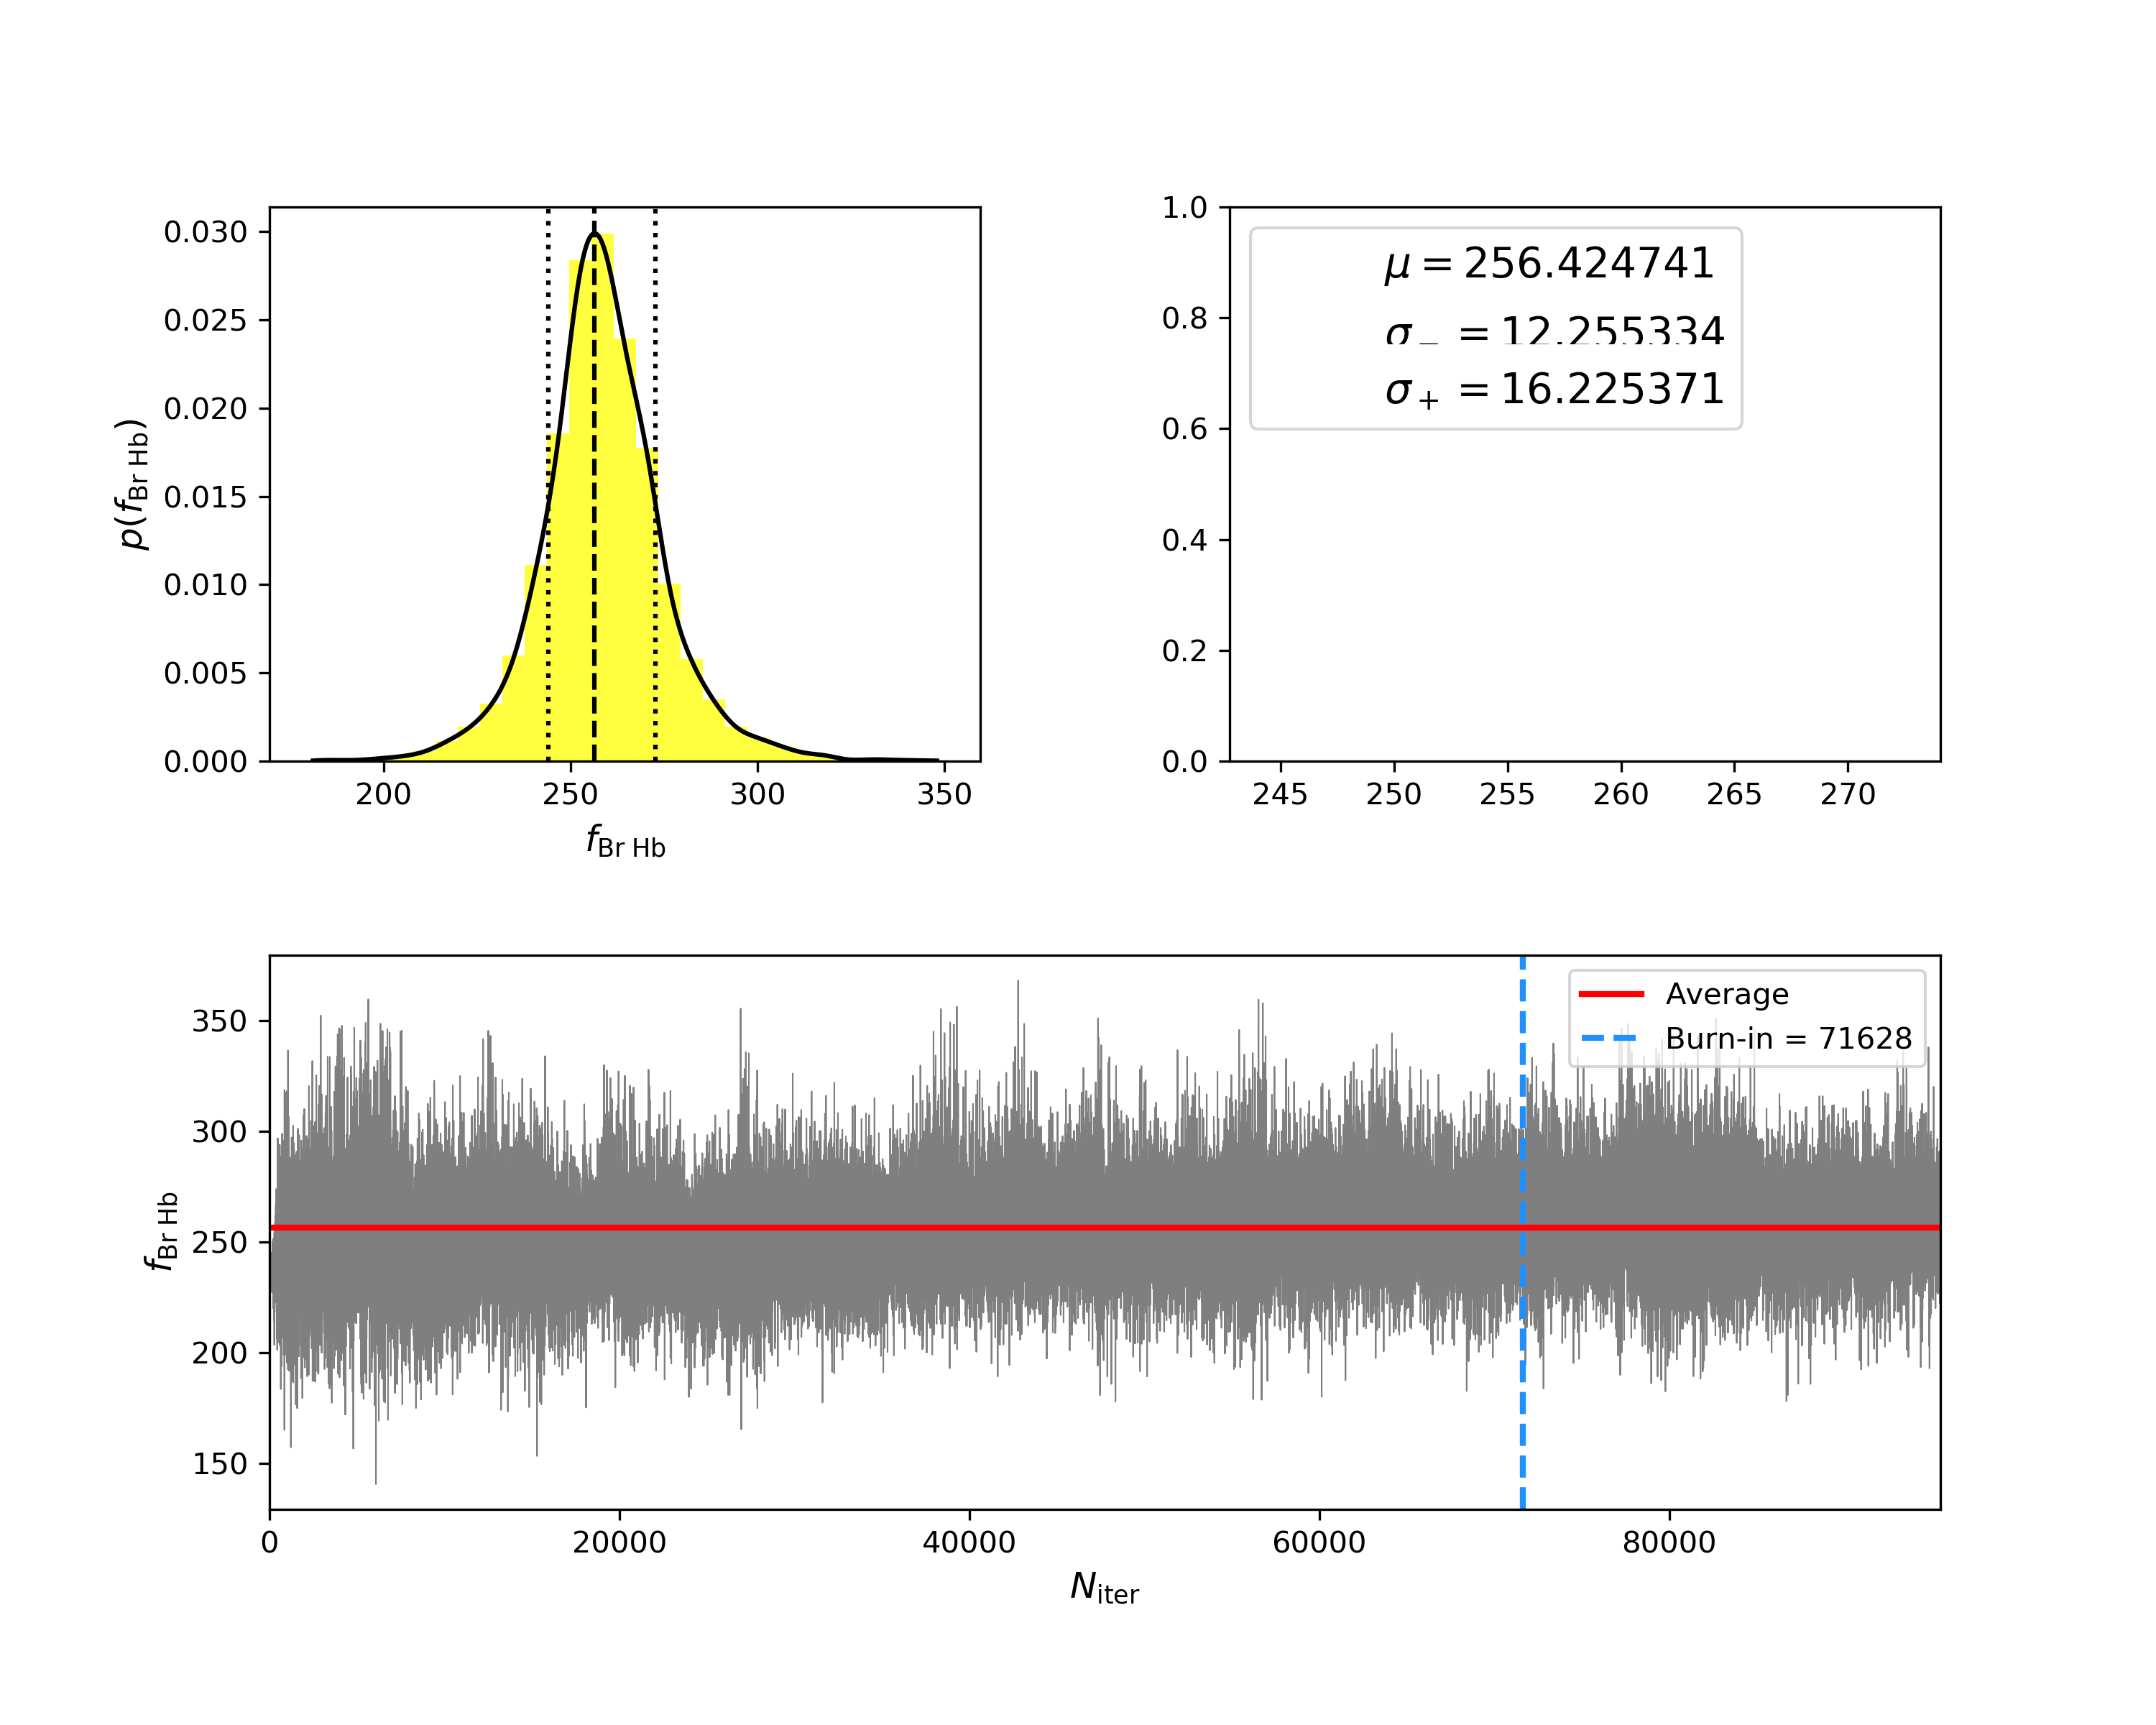 0.030
0.025
0.020
0.015
0.010
0.005
0.000
p(f_Br Hb)
200 250 300 350
f_Br Hb
1.0
0.8
0.6
0.4
0.2
0.0
μ = 256.424741
σ_− = 12.255334
σ_+ = 16.225371
245 250 255 260 265 270
350
300
250
200
150
f_Br Hb
Average
Burn-in = 71628
0 20000 40000 60000 80000
N_iter